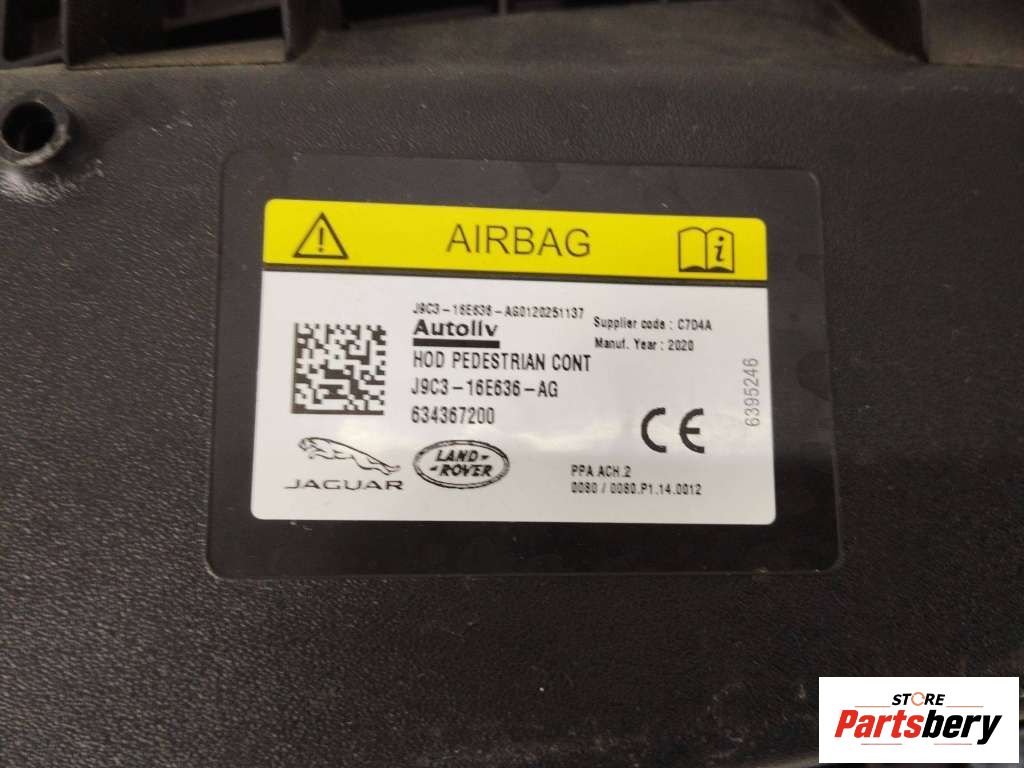 AIRBAG
J9C3-16E636-AG0120251137
Autoliv
Supplier code : C704A
Manuf. Year : 2020
HOD PEDESTRIAN CONT
J9C3-16E636-AG
634367200
6395246
CE
JAGUAR
LAND-
-ROVER
PPA ACH.2
0080 / 0080.P1.14.0012
STORE
Partsbery